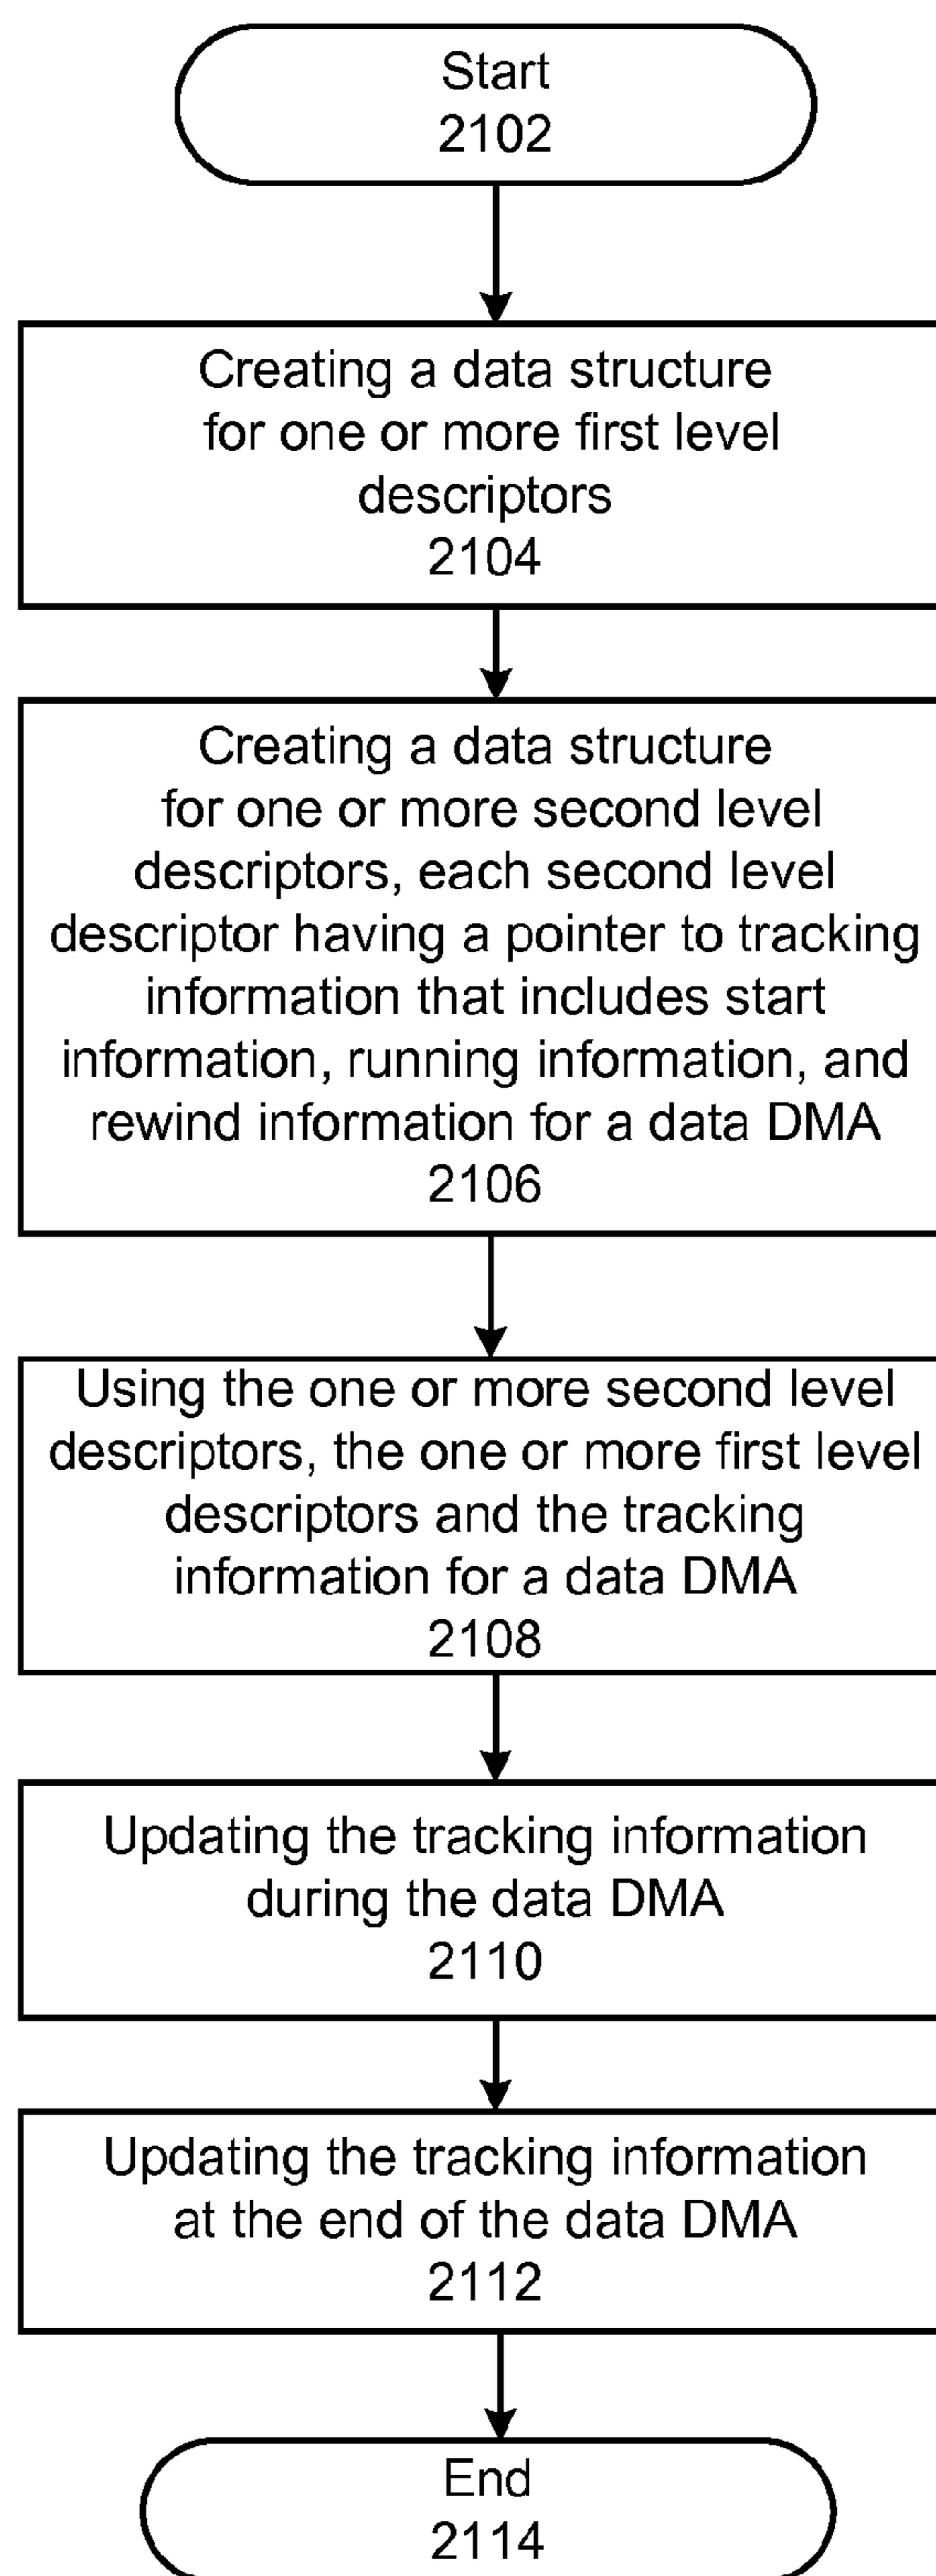 Start
2102
Creating a data structure
for one or more first level
descriptors
2104
Creating a data structure
for one or more second level
descriptors, each second level
descriptor having a pointer to tracking
information that includes start
information, running information, and
rewind information for a data DMA
2106
Using the one or more second level
descriptors, the one or more first level
descriptors and the tracking
information for a data DMA
2108
Updating the tracking information
during the data DMA
2110
Updating the tracking information
at the end of the data DMA
2112
End
2114